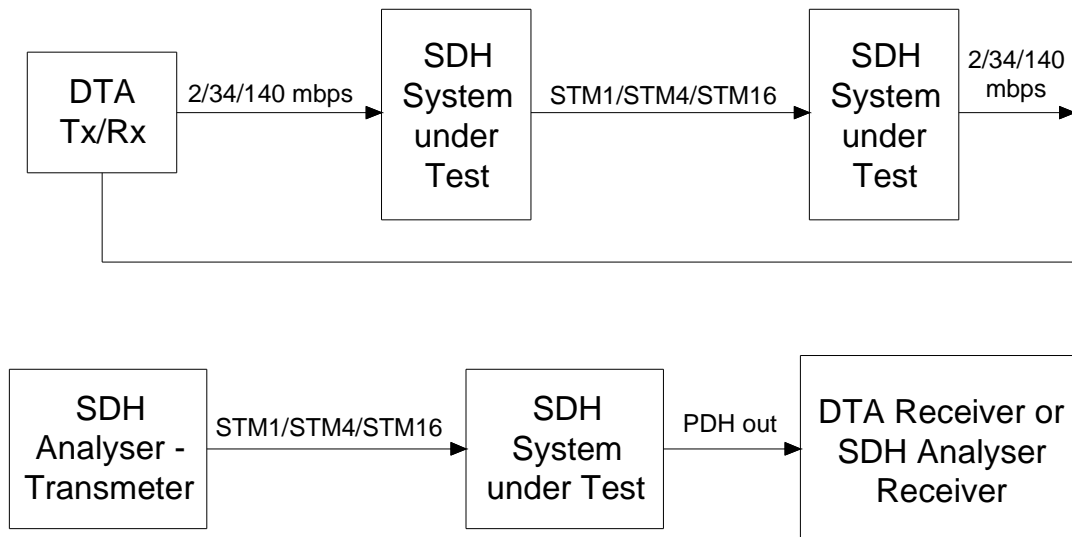 DTA
Tx/Rx
2/34/140 mbps
SDH
System
under
Test
STM1/STM4/STM16
SDH
System
under
Test
2/34/140
mbps
SDH
Analyser -
Transmeter
STM1/STM4/STM16
SDH
System
under Test
PDH out
DTA Receiver or
SDH Analyser
Receiver